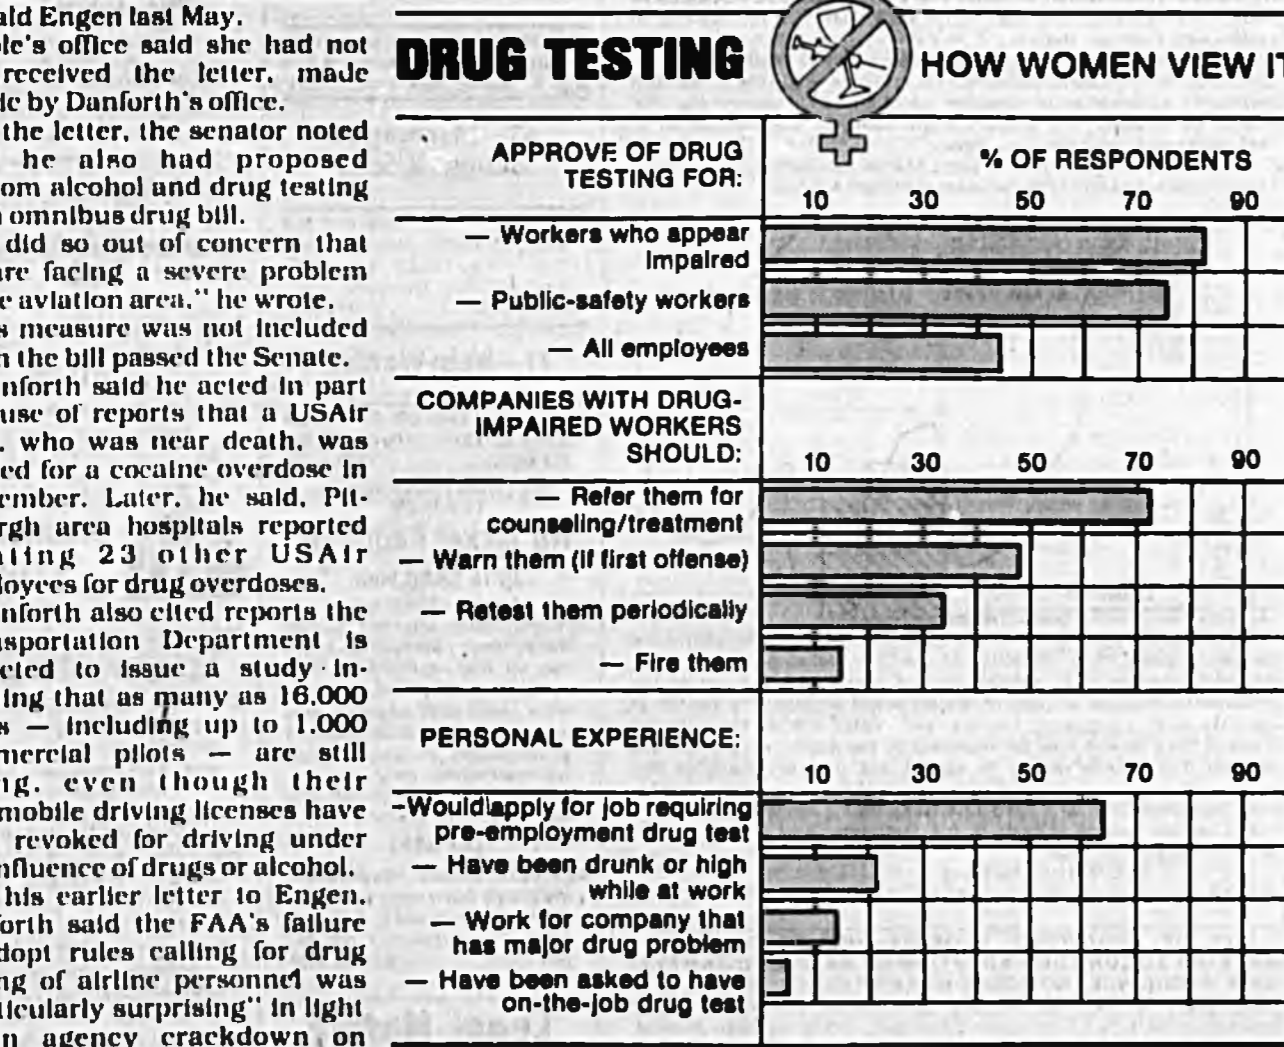 ald Engen last May.
le's office said she had not
received the letter, made
ic by Danforth's office.
the letter, the senator noted
he also had proposed
om alcohol and drug testing
omnibus drug bill.
did so out of concern that
are facing a severe problem
e aviation area." he wrote.
s measure was not included
n the bill passed the Senate.
nforth said he acted in part
use of reports that a USAir
. who was near death, was
ed for a cocaine overdose in
ember. Later, he said, Pit-
rgh area hospitals reported
ating 23 other USAir
loyees for drug overdoses.
nforth also cited reports the
nsportation Department is
cted to issue a study in-
ing that as many as 16,000
s — including up to 1,000
mercial pilots — are still
ng, even though their
mobile driving licenses have
revoked for driving under
nfluence of drugs or alcohol.
his earlier letter to Engen,
orth said the FAA's failure
dopt rules calling for drug
ng of airline personnel was
ticularly surprising" in light
n agency crackdown on
DRUG TESTING HOW WOMEN VIEW IT
APPROVE OF DRUG
TESTING FOR:
% OF RESPONDENTS
10 30 50 70 90
— Workers who appear
impaired
— Public-safety workers
— All employees
COMPANIES WITH DRUG-
IMPAIRED WORKERS
SHOULD:
10 30 50 70 90
— Refer them for
counseling/treatment
— Warn them (if first offense)
— Retest them periodically
— Fire them
PERSONAL EXPERIENCE:
10 30 50 70 90
-Would apply for job requiring
pre-employment drug test
— Have been drunk or high
while at work
— Work for company that
has major drug problem
— Have been asked to have
on-the-job drug test